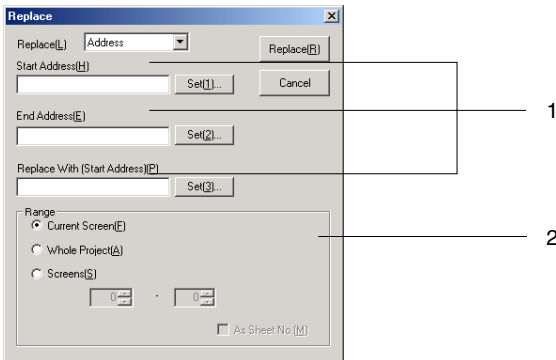 Replace
Replace(L) Address Replace(R)
Start Address(H)
Set(1)... Cancel
1
End Address(E)
Set(2)...
Replace With (Start Address)(P)
Set(3)...
Range
Current Screen(F)
2
Whole Project(A)
Screens(S)
0 · 0
As Sheet No.(M)